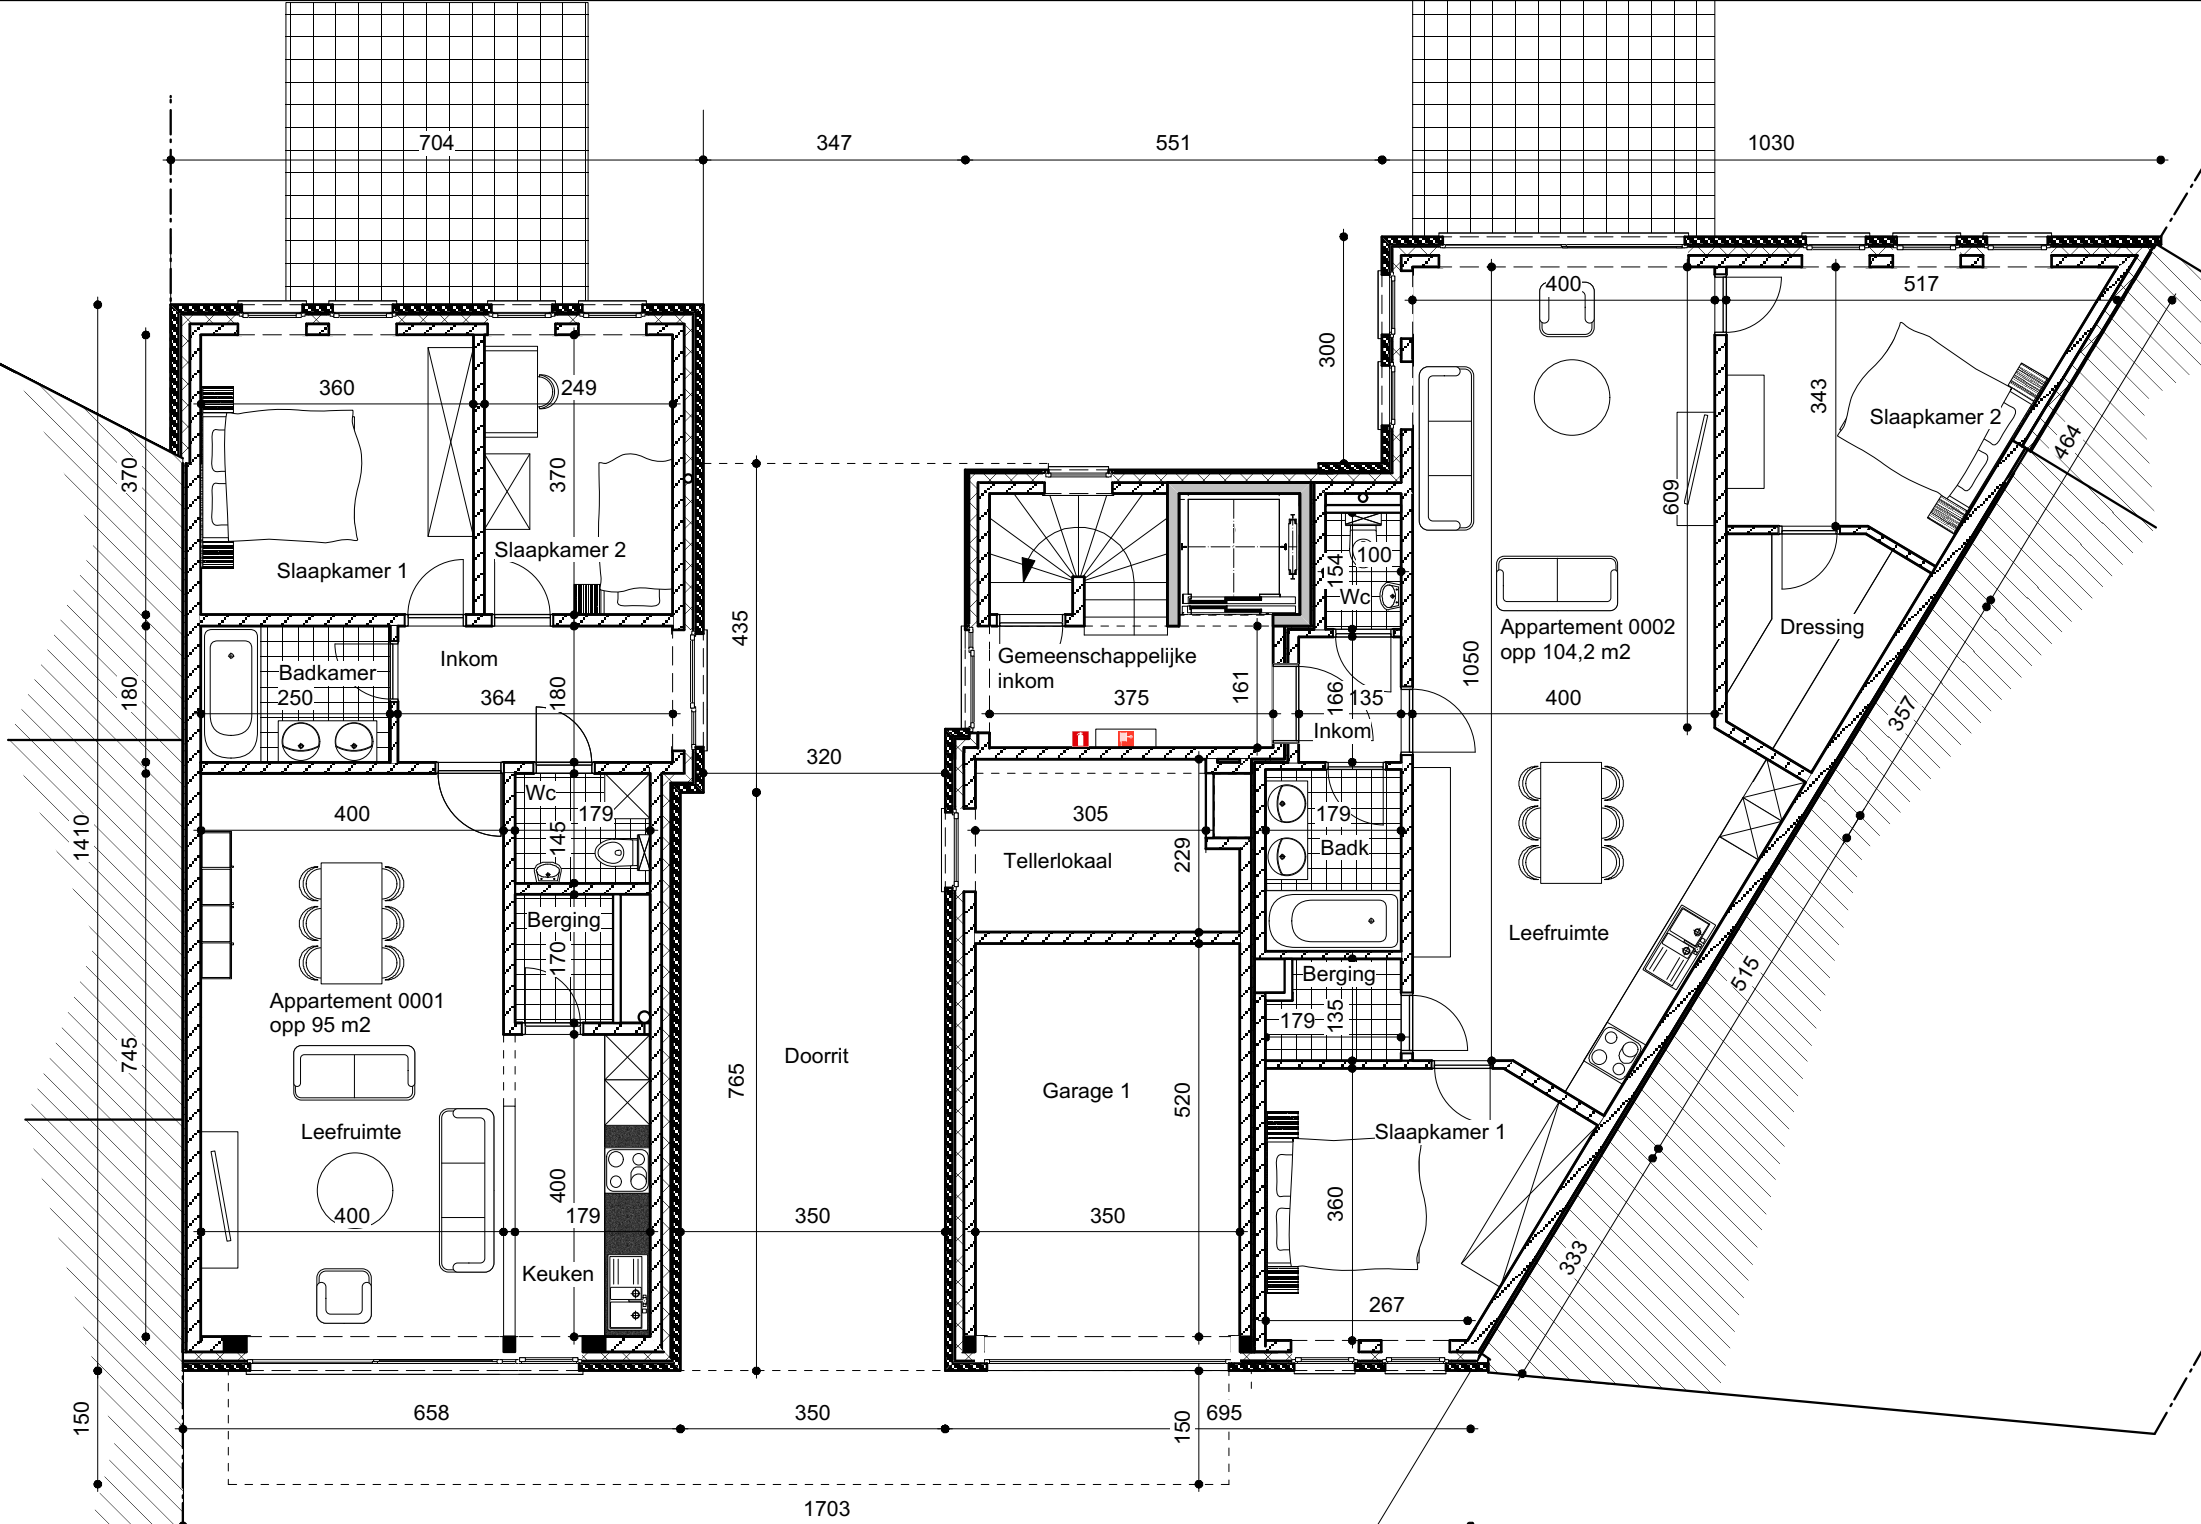 704
347
551
1030
300
400
517
360
249
343
Slaapkamer 2
464
370
370
609
Slaapkamer 2
Slaapkamer 1
154
100
Wc
435
Inkom
Badkamer
250
364
180
180
Gemeenschappelijke
inkom
375
161
166
135
Inkom
1050
Appartement 0002
opp 104,2 m2
400
Dressing
357
320
Wc
400
179
145
1410
305
229
Tellerlokaal
179
Badk
Berging
170
Leefruimte
515
Berging
179
135
Appartement 0001
opp 95 m2
745
Doorrit
765
Garage 1
520
Leefruimte
Slaapkamer 1
400
400
179
350
350
360
333
Keuken
267
150
658
350
150
695
1703